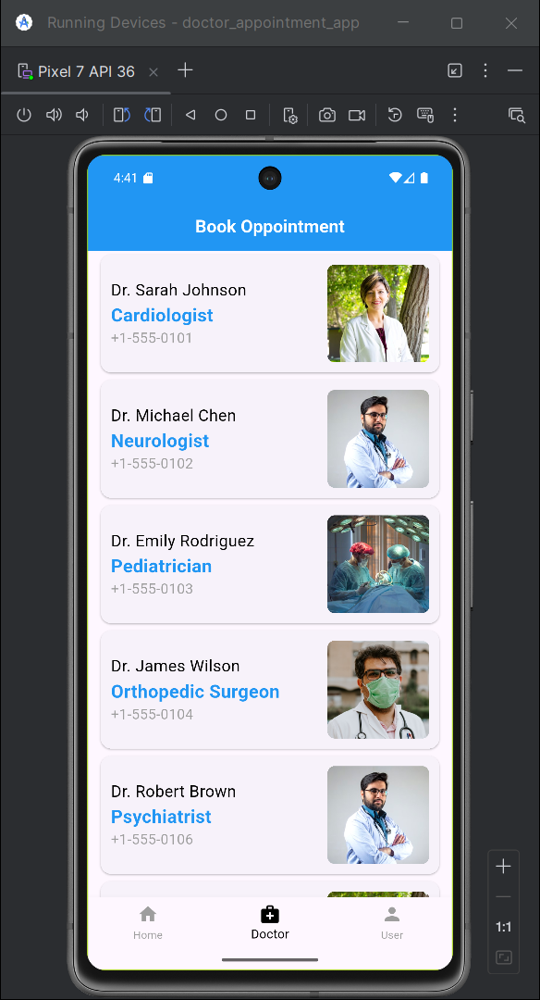 Running Devices - doctor_appointment_app
Pixel 7 API 36
4:41
Book Oppointment
Dr. Sarah Johnson
Cardiologist
+1-555-0101
Dr. Michael Chen
Neurologist
+1-555-0102
Dr. Emily Rodriguez
Pediatrician
+1-555-0103
Dr. James Wilson
Orthopedic Surgeon
+1-555-0104
Dr. Robert Brown
Psychiatrist
+1-555-0106
Home
Doctor
User
1:1